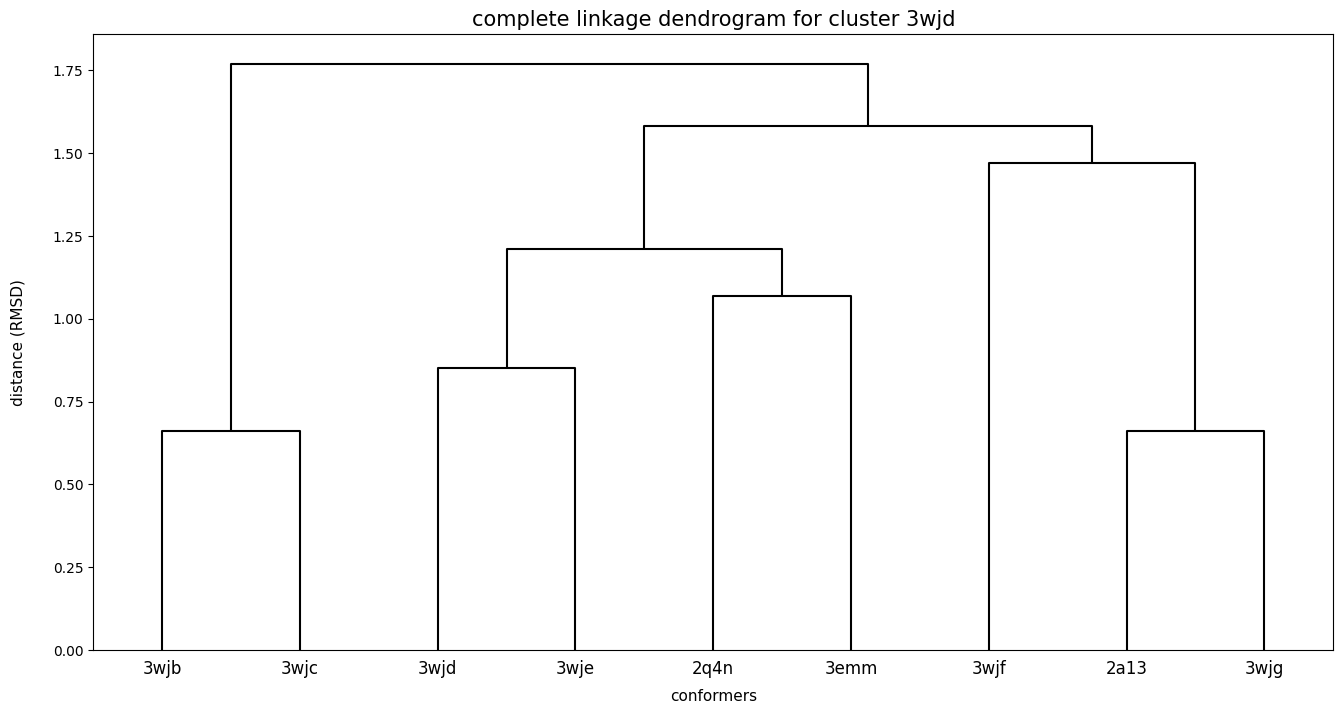 complete linkage dendrogram for cluster 3wjd
1.75
1.50
1.25
1.00
0.75
0.50
0.25
0.00
distance (RMSD)
3wjb 3wjc 3wjd 3wje 2q4n 3emm 3wjf 2a13 3wjg
conformers